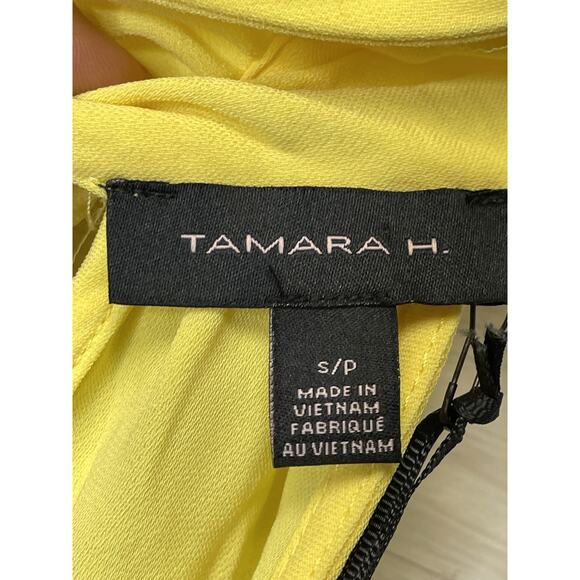 TAMARA H.
S/P
MADE IN
VIETNAM
FABRIQUÉ
AU VIETNAM